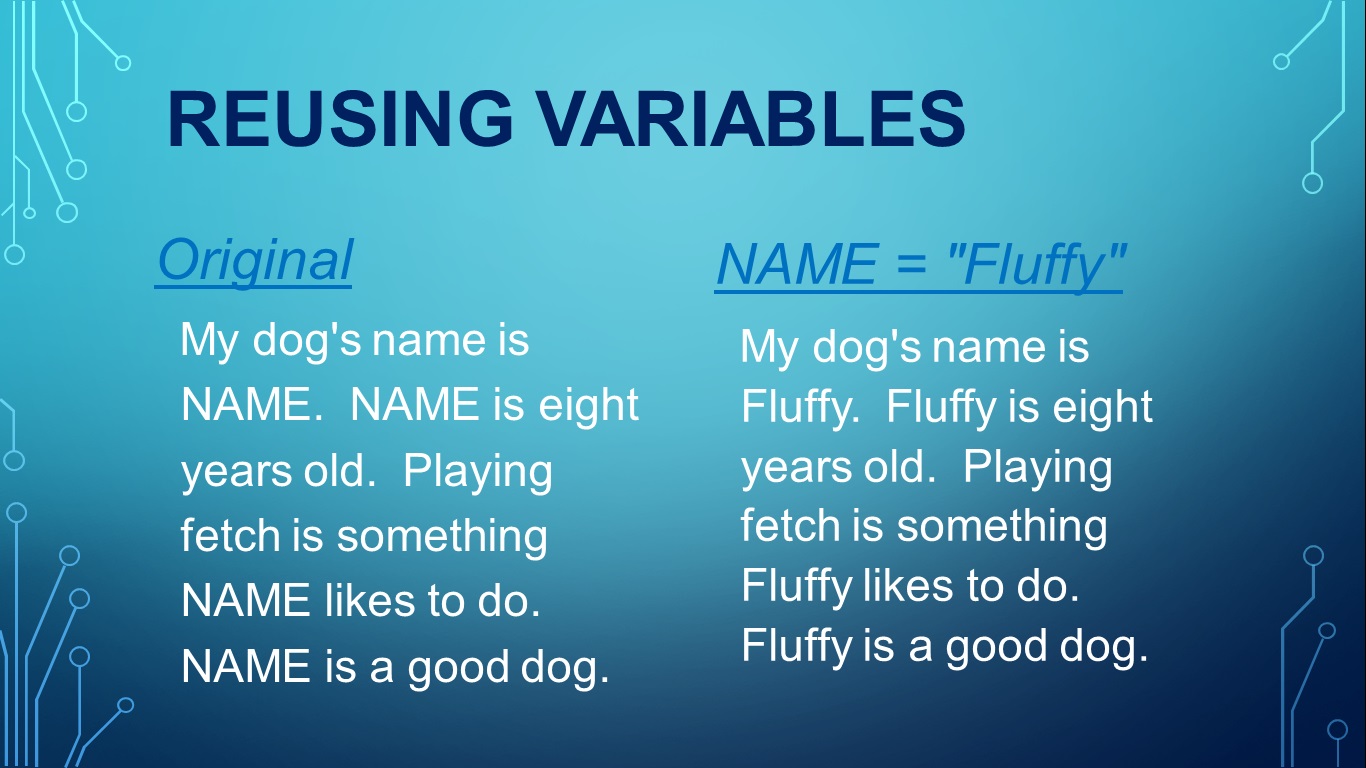 REUSING VARIABLES
Original
My dog's name is
NAME.  NAME is eight
years old.  Playing
fetch is something
NAME likes to do.
NAME is a good dog.
NAME = "Fluffy"
My dog's name is
Fluffy.  Fluffy is eight
years old.  Playing
fetch is something
Fluffy likes to do.
Fluffy is a good dog.